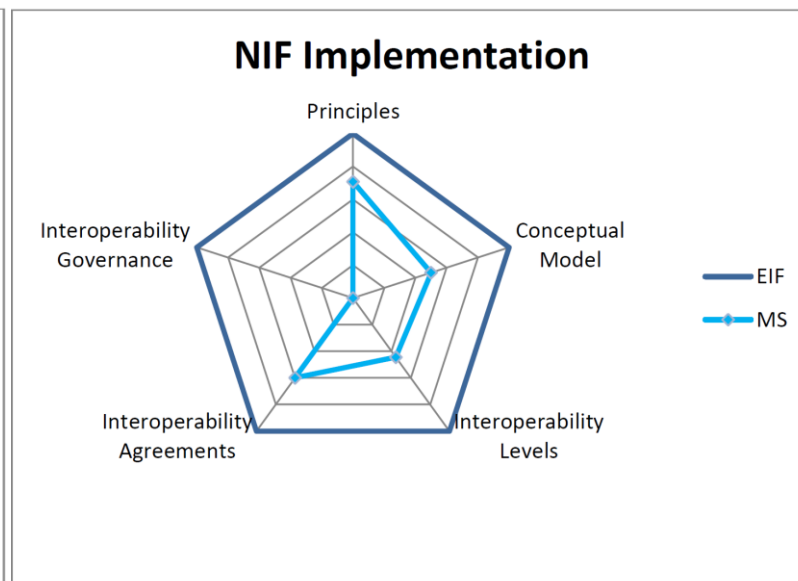 NIF Implementation
Principles
Interoperability
Governance
Conceptual
Model
EIF
MS
Interoperability
Agreements
Interoperability
Levels